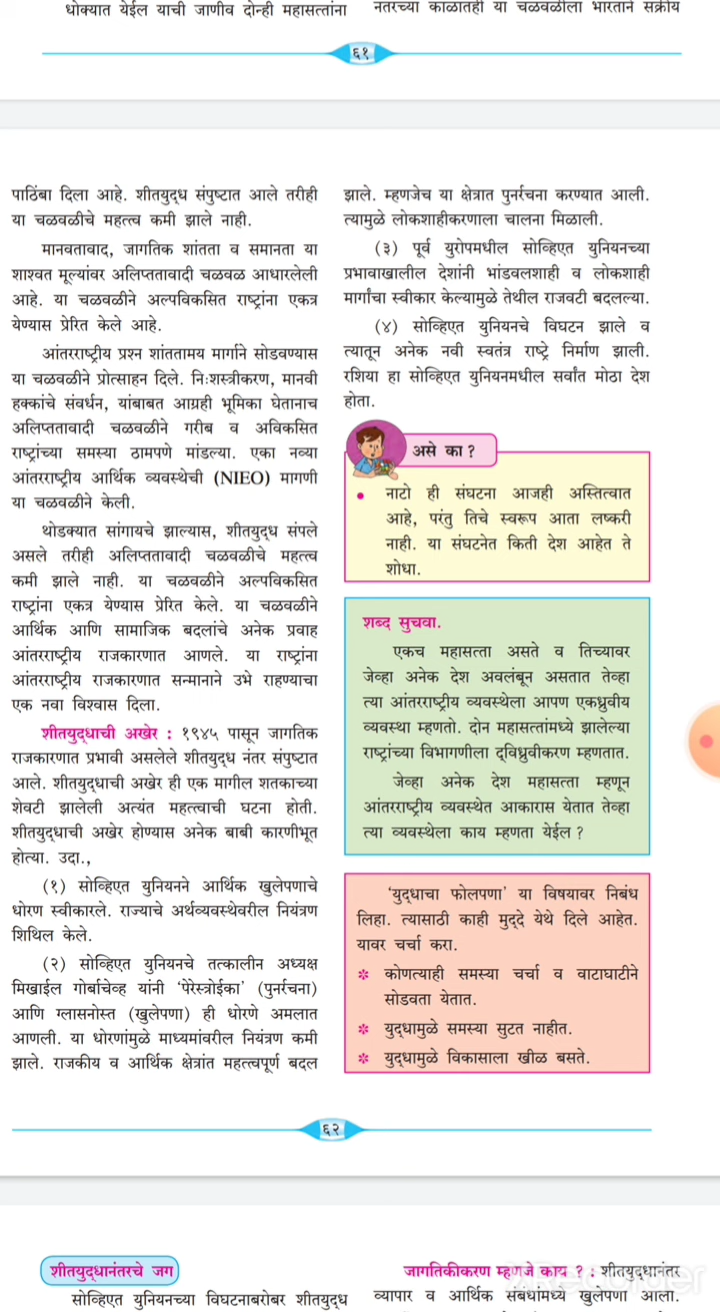 धोक्यात येईल याची जाणीव दोन्ही महासत्तांना
नंतरच्या काळातही या चळवळीला भारताने सक्रीय
६१
पाठिंबा दिला आहे. शीतयुद्ध संपुष्टात आले तरीही
या चळवळीचे महत्त्व कमी झाले नाही.
मानवतावाद, जागतिक शांतता व समानता या
शाश्वत मूल्यांवर अलिप्ततावादी चळवळ आधारलेली
आहे. या चळवळीने अल्पविकसित राष्ट्रांना एकत्र
येण्यास प्रेरित केले आहे.
आंतरराष्ट्रीय प्रश्न शांततामय मार्गाने सोडवण्यास
या चळवळीने प्रोत्साहन दिले. निःशस्त्रीकरण, मानवी
हक्कांचे संवर्धन, यांबाबत आग्रही भूमिका घेतानाच
अलिप्ततावादी चळवळीने गरीब व अविकसित
राष्ट्रांच्या समस्या ठामपणे मांडल्या. एका नव्या
आंतरराष्ट्रीय आर्थिक व्यवस्थेची (NIEO) मागणी
या चळवळीने केली.
थोडक्यात सांगायचे झाल्यास, शीतयुद्ध संपले
असले तरीही अलिप्ततावादी चळवळीचे महत्त्व
कमी झाले नाही. या चळवळीने अल्पविकसित
राष्ट्रांना एकत्र येण्यास प्रेरित केले. या चळवळीने
आर्थिक आणि सामाजिक बदलांचे अनेक प्रवाह
आंतरराष्ट्रीय राजकारणात आणले. या राष्ट्रांना
आंतरराष्ट्रीय राजकारणात सन्मानाने उभे राहण्याचा
एक नवा विश्वास दिला.
शीतयुद्धाची अखेर : १९४५ पासून जागतिक
राजकारणात प्रभावी असलेले शीतयुद्ध नंतर संपुष्टात
आले. शीतयुद्धाची अखेर ही एक मागील शतकाच्या
शेवटी झालेली अत्यंत महत्त्वाची घटना होती.
शीतयुद्धाची अखेर होण्यास अनेक बाबी कारणीभूत
होत्या. उदा.,
(१) सोव्हिएत युनियनने आर्थिक खुलेपणाचे
धोरण स्वीकारले. राज्याचे अर्थव्यवस्थेवरील नियंत्रण
शिथिल केले.
(२) सोव्हिएत युनियनचे तत्कालीन अध्यक्ष
मिखाईल गोर्बाचेव्ह यांनी ‘पेरेस्त्रोईका’ (पुनर्रचना)
आणि ग्लासनोस्त (खुलेपणा) ही धोरणे अमलात
आणली. या धोरणांमुळे माध्यमांवरील नियंत्रण कमी
झाले. राजकीय व आर्थिक क्षेत्रांत महत्त्वपूर्ण बदल
झाले. म्हणजेच या क्षेत्रात पुनर्रचना करण्यात आली.
त्यामुळे लोकशाहीकरणाला चालना मिळाली.
(३) पूर्व युरोपमधील सोव्हिएत युनियनच्या
प्रभावाखालील देशांनी भांडवलशाही व लोकशाही
मार्गांचा स्वीकार केल्यामुळे तेथील राजवटी बदलल्या.
(४) सोव्हिएत युनियनचे विघटन झाले व
त्यातून अनेक नवी स्वतंत्र राष्ट्रे निर्माण झाली.
रशिया हा सोव्हिएत युनियनमधील सर्वांत मोठा देश
होता.
असे का ?
• नाटो ही संघटना आजही अस्तित्वात
आहे, परंतु तिचे स्वरूप आता लष्करी
नाही. या संघटनेत किती देश आहेत ते
शोधा.
शब्द सुचवा.
एकच महासत्ता असते व तिच्यावर
जेव्हा अनेक देश अवलंबून असतात तेव्हा
त्या आंतरराष्ट्रीय व्यवस्थेला आपण एकध्रुवीय
व्यवस्था म्हणतो. दोन महासत्तांमध्ये झालेल्या
राष्ट्रांच्या विभागणीला द्विध्रुवीकरण म्हणतात.
जेव्हा अनेक देश महासत्ता म्हणून
आंतरराष्ट्रीय व्यवस्थेत आकारास येतात तेव्हा
त्या व्यवस्थेला काय म्हणता येईल ?
‘युद्धाचा फोलपणा’ या विषयावर निबंध
लिहा. त्यासाठी काही मुद्दे येथे दिले आहेत.
यावर चर्चा करा.
❉ कोणत्याही समस्या चर्चा व वाटाघाटीने
सोडवता येतात.
❉ युद्धामुळे समस्या सुटत नाहीत.
❉ युद्धामुळे विकासाला खीळ बसते.
६२
शीतयुद्धानंतरचे जग
सोव्हिएत युनियनच्या विघटनाबरोबर शीतयुद्ध
जागतिकीकरण म्हणजे काय ? : शीतयुद्धानंतर
व्यापार व आर्थिक संबंधांमध्ये खुलेपणा आला.